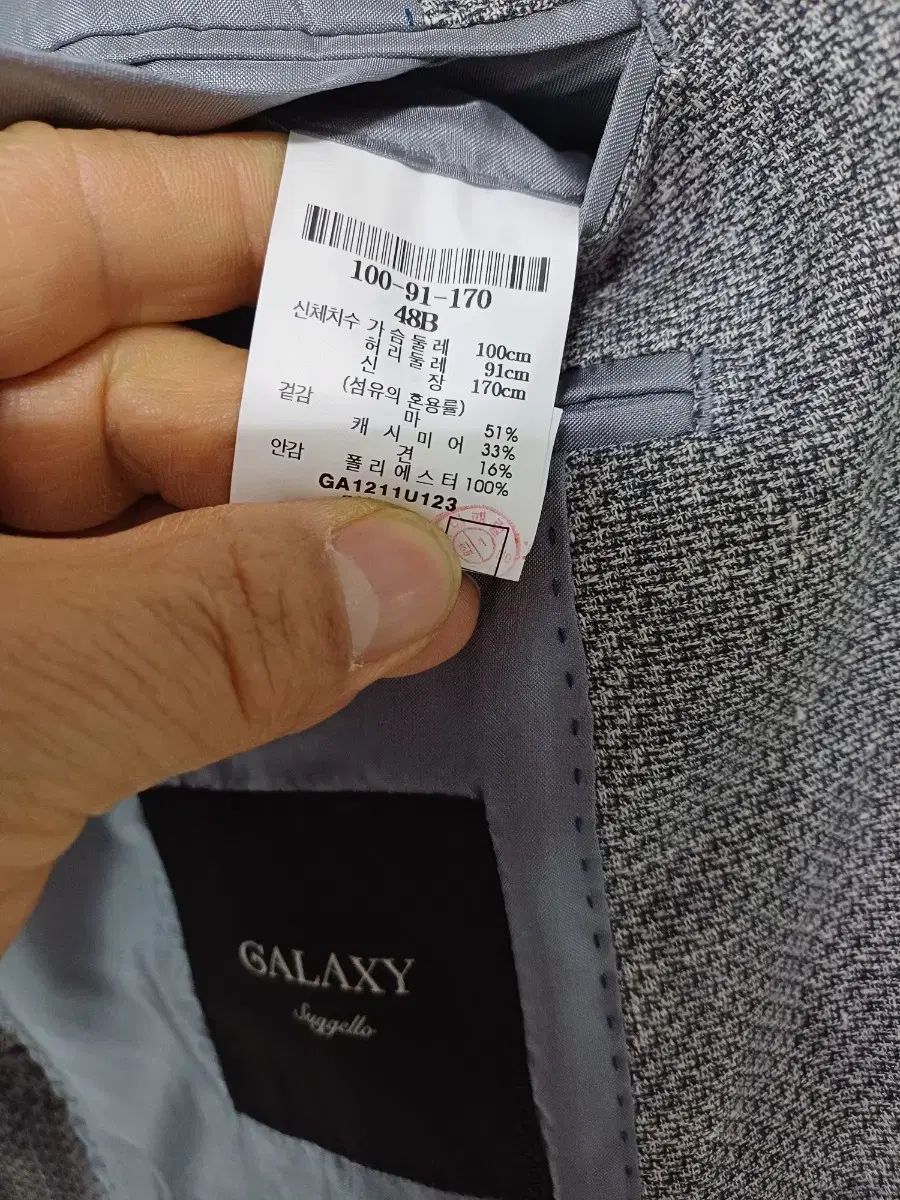 100-91-170
48B
신체치수 가슴둘레 100cm
허리둘레 91cm
신장 170cm
(섬유의 혼용률)
겉감 마 51%
캐시미어 33%
견 16%
안감 폴리에스터 100%
GA1211U123
GALAXY
Suggello